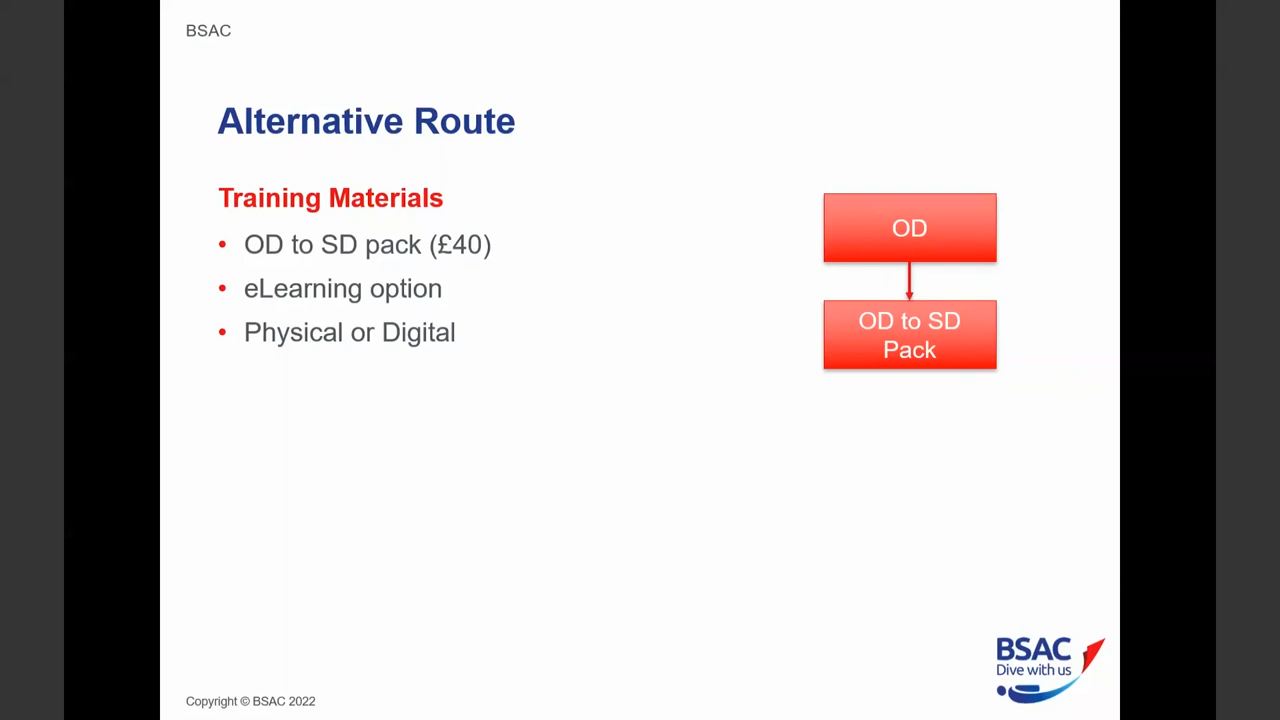 BSAC
Alternative Route
Training Materials
• OD to SD pack (£40)
• eLearning option
• Physical or Digital
OD
OD to SD
Pack
BSAC
Dive with us
Copyright © BSAC 2022